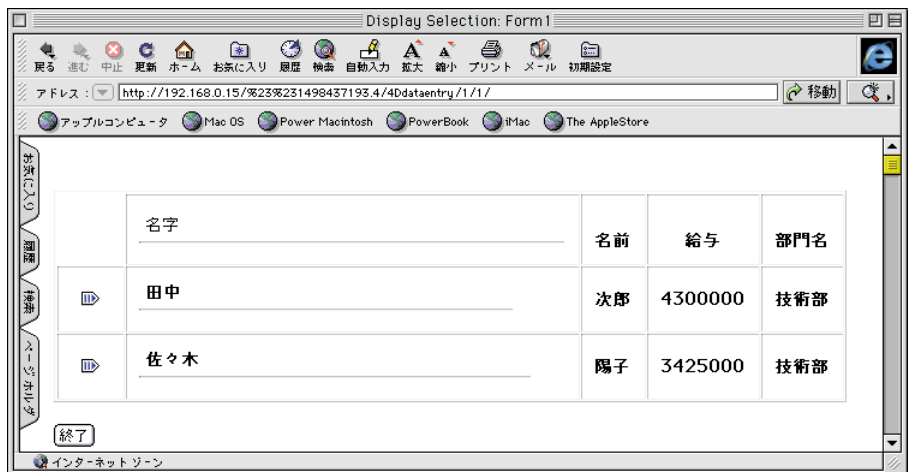 Display Selection: Form1
戻る 進む 中止 更新 ホーム お気に入り 履歴 検索 自動入力 拡大 縮小 プリント メール 初期設定
アドレス： http://192.168.0.15/%23%231498437193.4/4Ddataentry/1/1/ 移動
アップルコンピュータ Mac OS Power Macintosh PowerBook iMac The AppleStore
お気に入り
履歴
検索
ページホルダ
名字 名前 給与 部門名
田中 次郎 4300000 技術部
佐々木 陽子 3425000 技術部
終了
インターネットゾーン